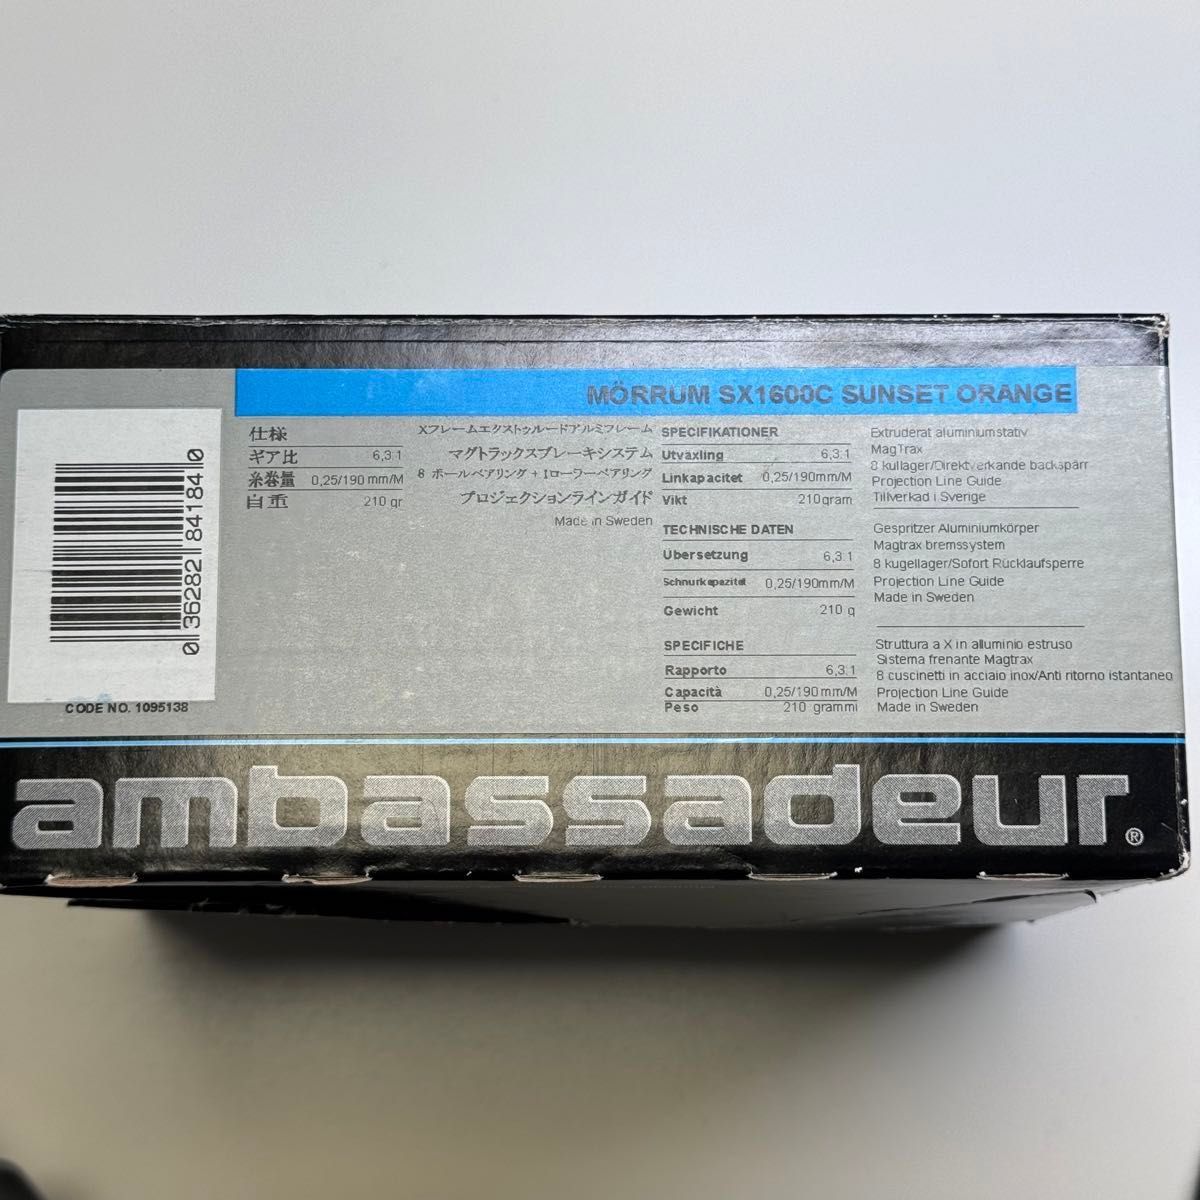 MÖRRUM SX1600C SUNSET ORANGE
仕様
ギア比 6,3.1
糸巻量 0,25/190 mm/M
自重 210 gr
Xフレームエクストゥルードアルミフレーム
マグトラックスブレーキシステム
8 ボールベアリング + 1ローラーベアリング
プロジェクションラインガイド
Made in Sweden
SPECIFIKATIONER
Utväxling 6,3.1
Linkapacitet 0,25/190mm/M
Vikt 210gram
Extruderat aluminiumstativ
MagTrax
8 kullager/Direktverkande backspärr
Projection Line Guide
Tillverkad i Sverige
TECHNISCHE DATEN
Übersetzung 6,3.1
Schnurkapazität 0,25/190mm/M
Gewicht 210 g
Gespritzer Aluminiumkörper
Magtrax bremssystem
8 kugellager/Sofort Rücklaufsperre
Projection Line Guide
Made in Sweden
SPECIFICHE
Rapporto 6,3.1
Capacità 0,25/190 mm/M
Peso 210 grammi
Struttura a X in alluminio estruso
Sistema frenante Magtrax
8 cuscinetti in acciaio inox/Anti ritorno istantaneo
Projection Line Guide
Made in Sweden
0 36282 84184 0
CODE NO. 1095138
ambassadeur®